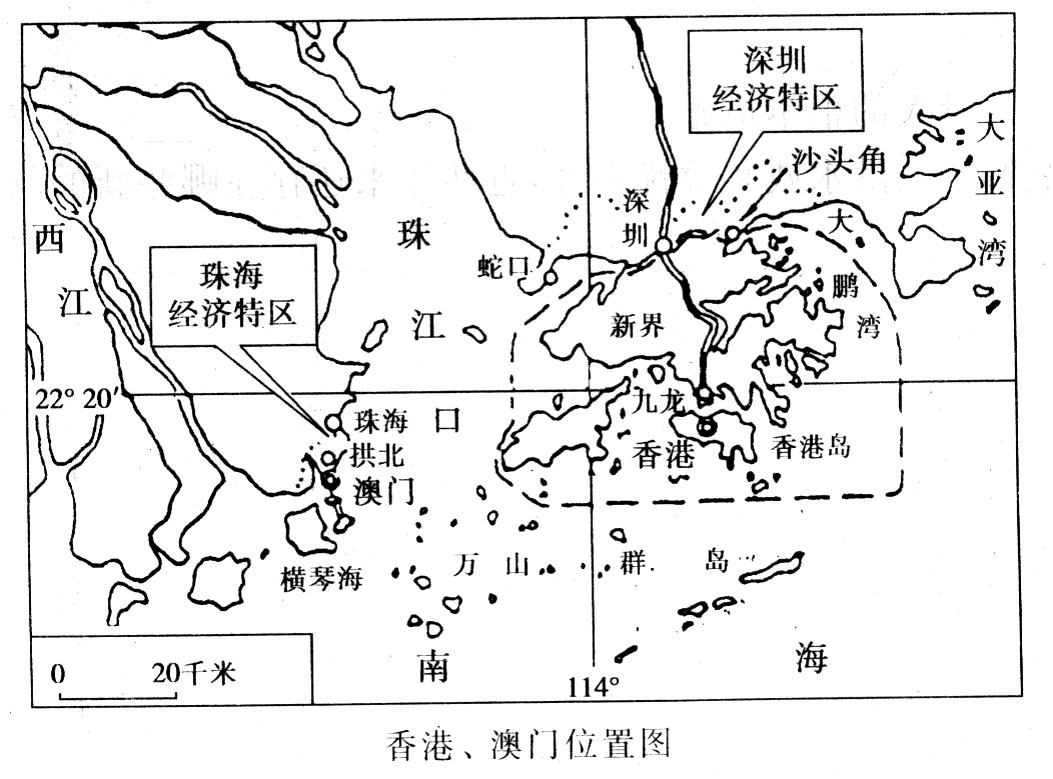 深圳
经济特区
沙头角
大亚湾
深圳
大鹏湾
蛇口
西江
珠江口
珠海
经济特区
新界
22° 20′
九龙
珠海
拱北
澳门
香港
香港岛
横琴海
万山群岛
南海
0 20千米
114°
香港、澳门位置图